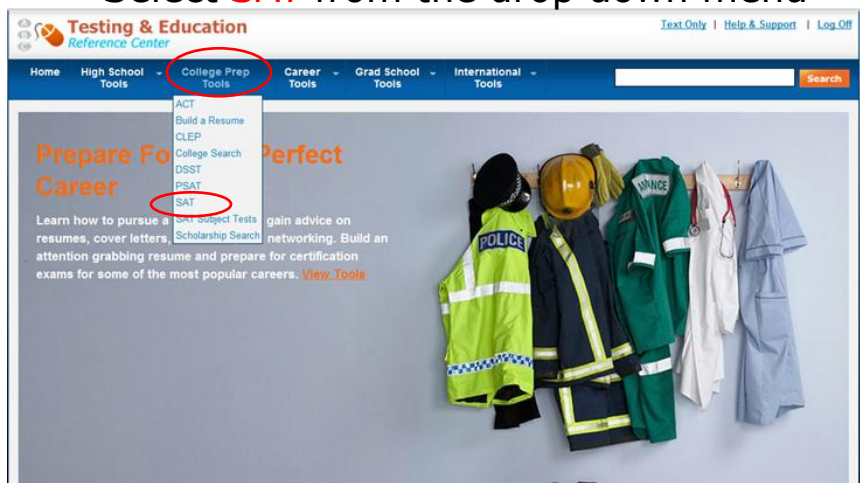 Select SAT from the drop-down menu
Testing & Education
Reference Center
Text Only | Help & Support | Log Off
Home
High School Tools
College Prep Tools
Career Tools
Grad School Tools
International Tools
Search
ACT
Build a Resume
CLEP
College Search
DSST
PSAT
SAT
SAT Subject Tests
Scholarship Search
Prepare Fo Perfect
Career
Learn how to pursue a gain advice on
resumes, cover letters, networking. Build an
attention grabbing resume and prepare for certification
exams for some of the most popular careers. View Tools
POLICE